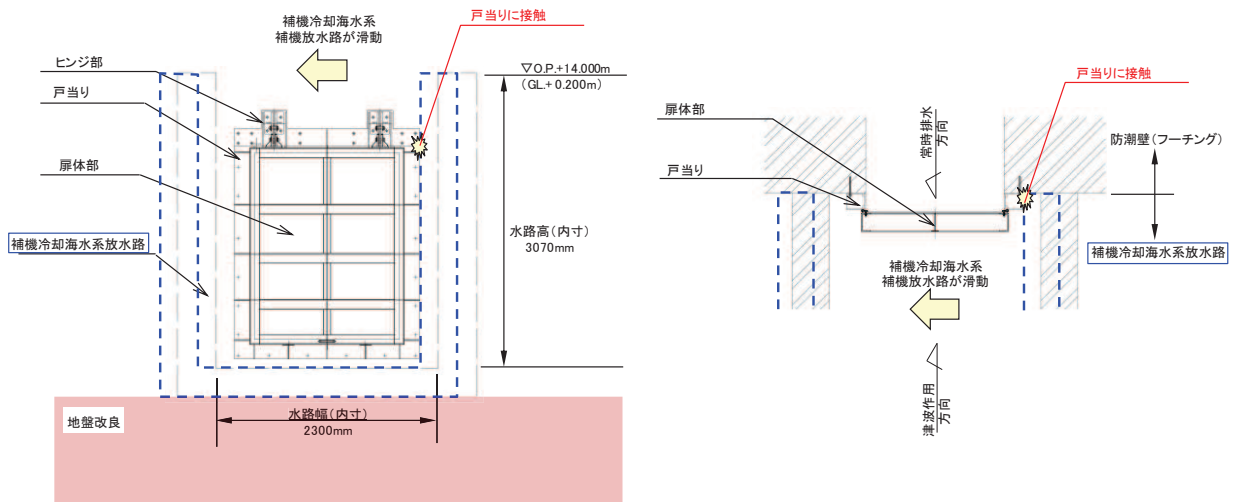 補機冷却海水系
補機放水路が滑動
戸当りに接触
ヒンジ部
戸当り
扉体部
補機冷却海水系放水路
▽O.P.+14.000m
(GL.+0.200m)
水路高(内寸)
3070mm
地盤改良
水路幅(内寸)
2300mm
戸当りに接触
扉体部
戸当り
常時排水
方向
防潮壁(フーチング)
補機冷却海水系放水路
補機冷却海水系
補機放水路が滑動
津波作用
方向